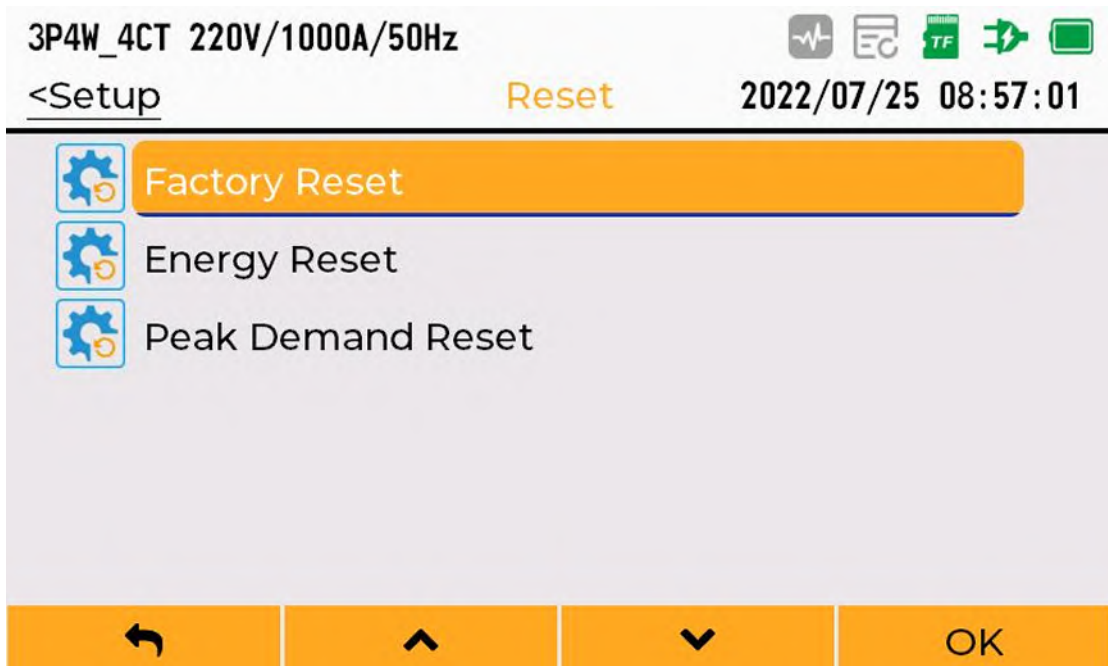 3P4W_4CT 220V/1000A/50Hz
TF
<Setup Reset 2022/07/25 08:57:01
Factory Reset
Energy Reset
Peak Demand Reset
OK